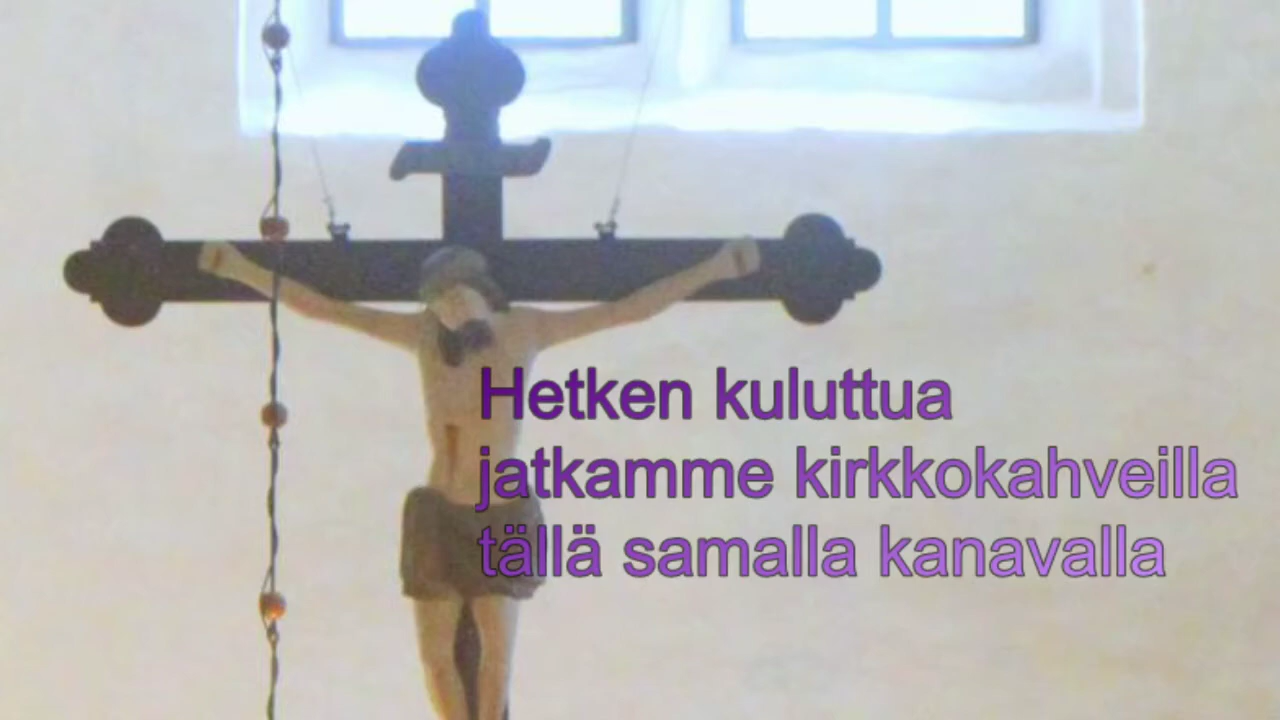 Hetken kuluttua
jatkamme kirkkokahveilla
tällä samalla kanavalla